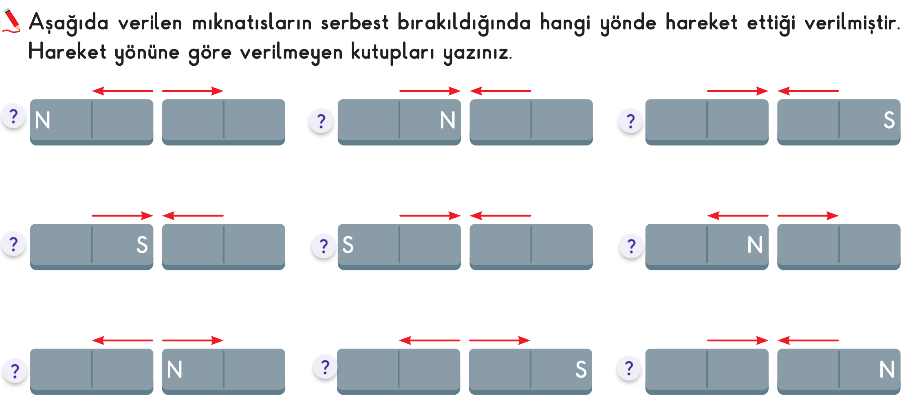 Aşağıda verilen mıknatısların serbest bırakıldığında hangi yönde hareket ettiği verilmiştir.
Hareket yönüne göre verilmeyen kutupları yazınız.
? N ? N ? S
? S ? S ? N
? N ? S ? N